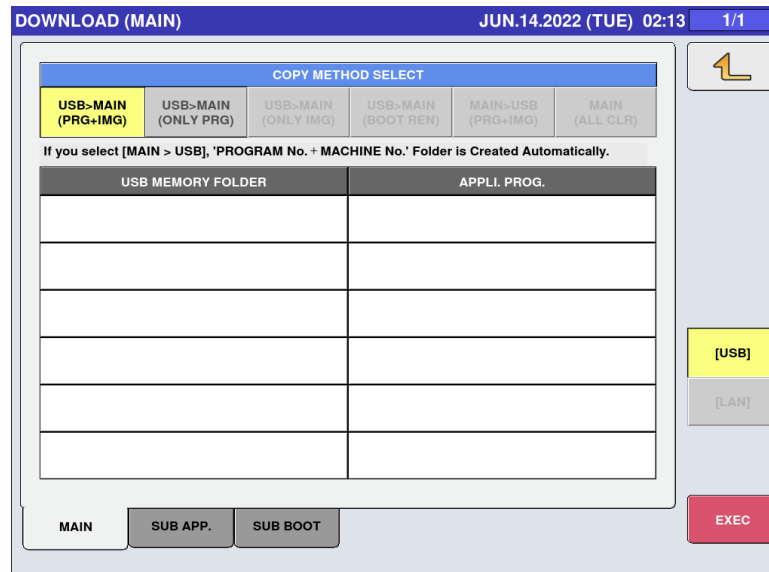 DOWNLOAD (MAIN) JUN.14.2022 (TUE) 02:13 1/1
COPY METHOD SELECT
USB>MAIN (PRG+IMG)
USB>MAIN (ONLY PRG)
USB>MAIN (ONLY IMG)
USB>MAIN (BOOT REN)
MAIN>USB (PRG+IMG)
MAIN (ALL CLR)
If you select [MAIN > USB], 'PROGRAM No. + MACHINE No.' Folder is Created Automatically.
USB MEMORY FOLDER APPLI. PROG.
[USB]
[LAN]
EXEC
MAIN SUB APP. SUB BOOT